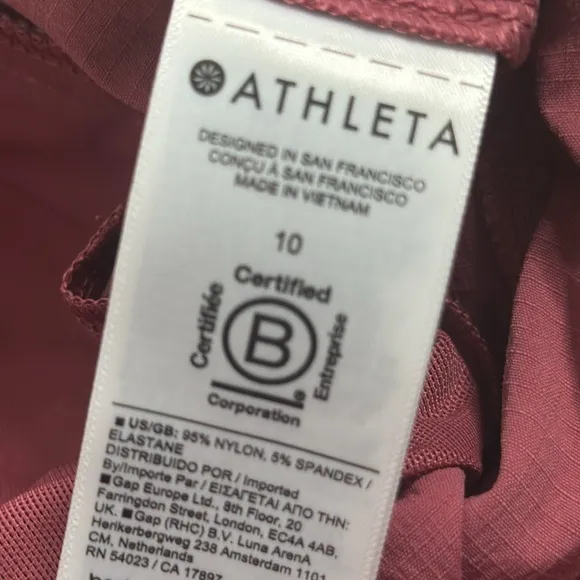 ATHLETA
DESIGNED IN SAN FRANCISCO
CONÇU À SAN FRANCISCO
MADE IN VIETNAM
10
Certified
Certifiée
B
Entreprise
®
Corporation
■ US/GB: 95% NYLON, 5% SPANDEX /
ELASTANE
DISTRIBUIDO POR / Imported
By/Importe Par / ΕΙΣΑΓΕΤΑΙ ΑΠΟ ΤΗΝ:
■ Gap Europe Ltd., 8th Floor, 20
Farringdon Street, London, EC4A 4AB,
UK. ■ Gap (RHC) B.V. Luna ArenA
Herikerbergweg 238 Amsterdam 1101
CM. Netherlands
RN 54023 / CA 17897